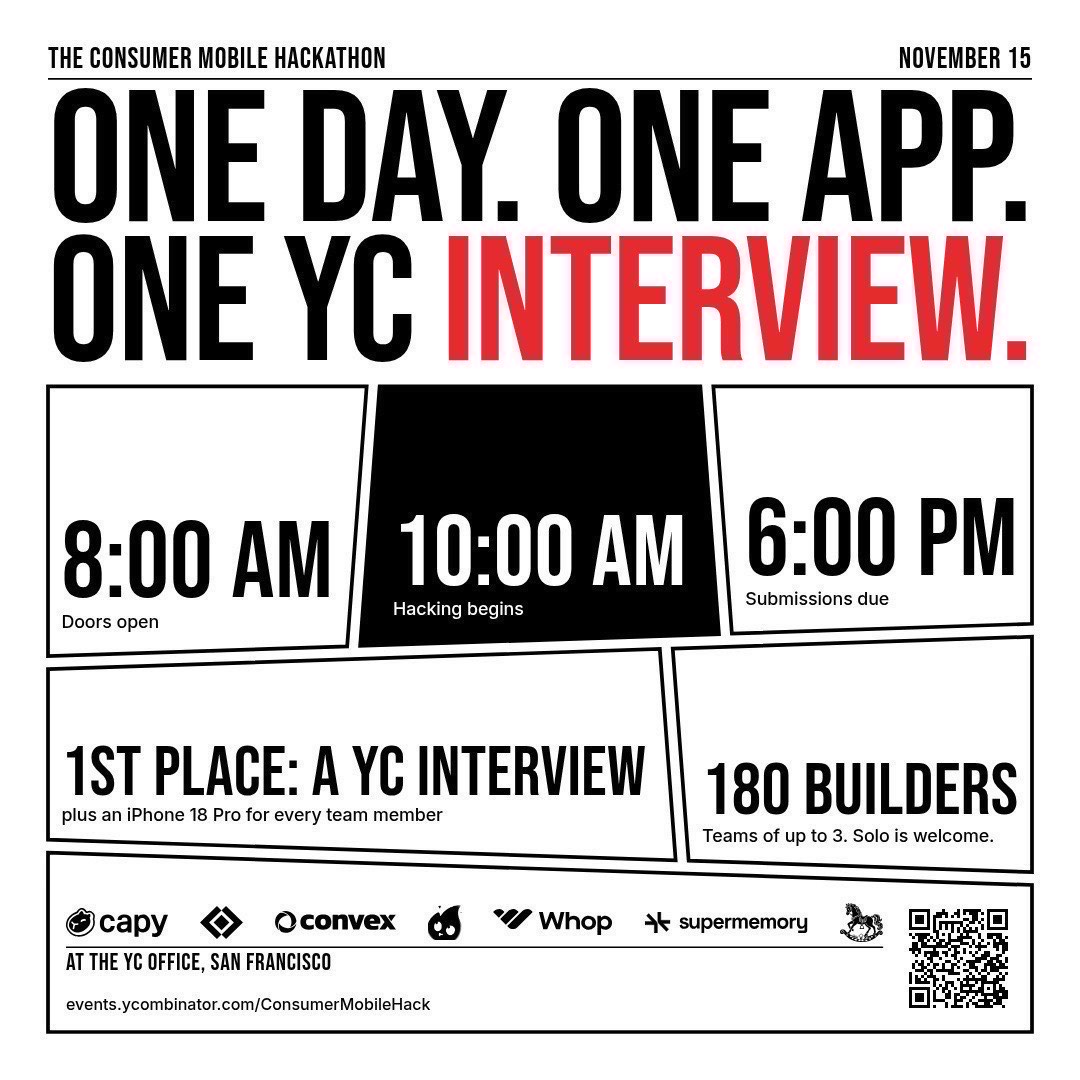 THE CONSUMER MOBILE HACKATHON
NOVEMBER 15
ONE DAY. ONE APP.
ONE YC INTERVIEW.
8:00 AM
Doors open
10:00 AM
Hacking begins
6:00 PM
Submissions due
1ST PLACE: A YC INTERVIEW
plus an iPhone 18 Pro for every team member
180 BUILDERS
Teams of up to 3. Solo is welcome.
capy
convex
Whop
supermemory
AT THE YC OFFICE, SAN FRANCISCO
events.ycombinator.com/ConsumerMobileHack